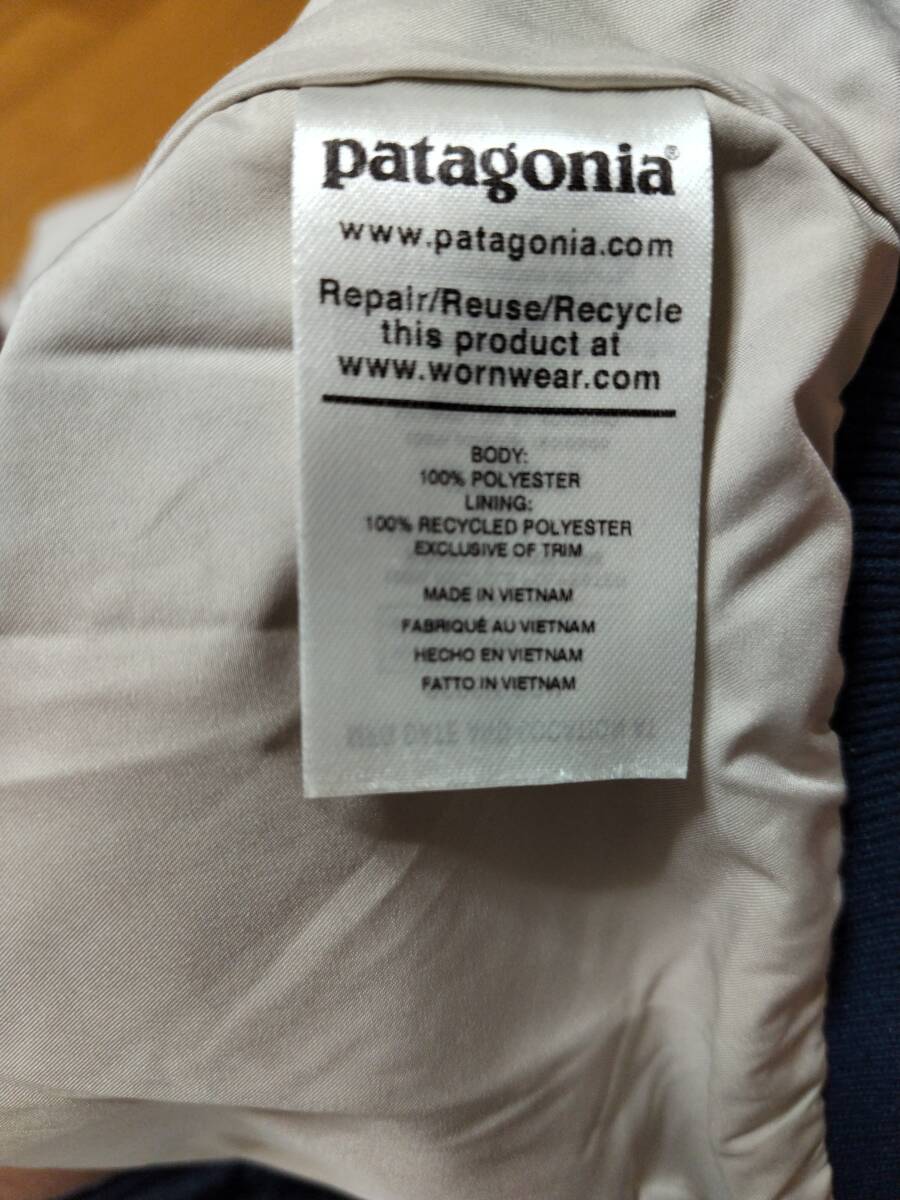 patagonia®
www.patagonia.com
Repair/Reuse/Recycle
this product at
www.wornwear.com
BODY:
100% POLYESTER
LINING:
100% RECYCLED POLYESTER
EXCLUSIVE OF TRIM
MADE IN VIETNAM
FABRIQUÉ AU VIETNAM
HECHO EN VIETNAM
FATTO IN VIETNAM